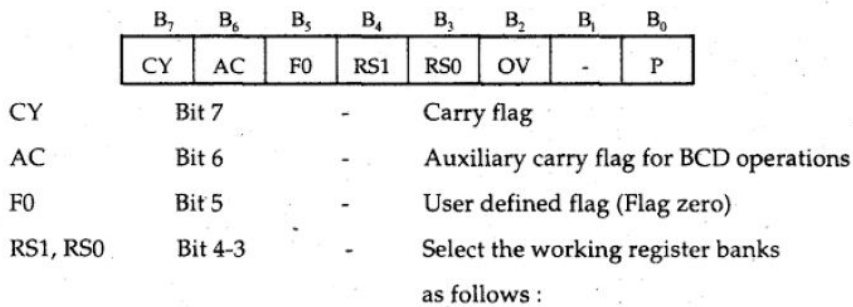 B₇ B₆ B₅ B₄ B₃ B₂ B₁ B₀
CY AC F0 RS1 RS0 OV - P
CY Bit 7 - Carry flag
AC Bit 6 - Auxiliary carry flag for BCD operations
F0 Bit 5 - User defined flag (Flag zero)
RS1, RS0 Bit 4-3 - Select the working register banks
as follows :